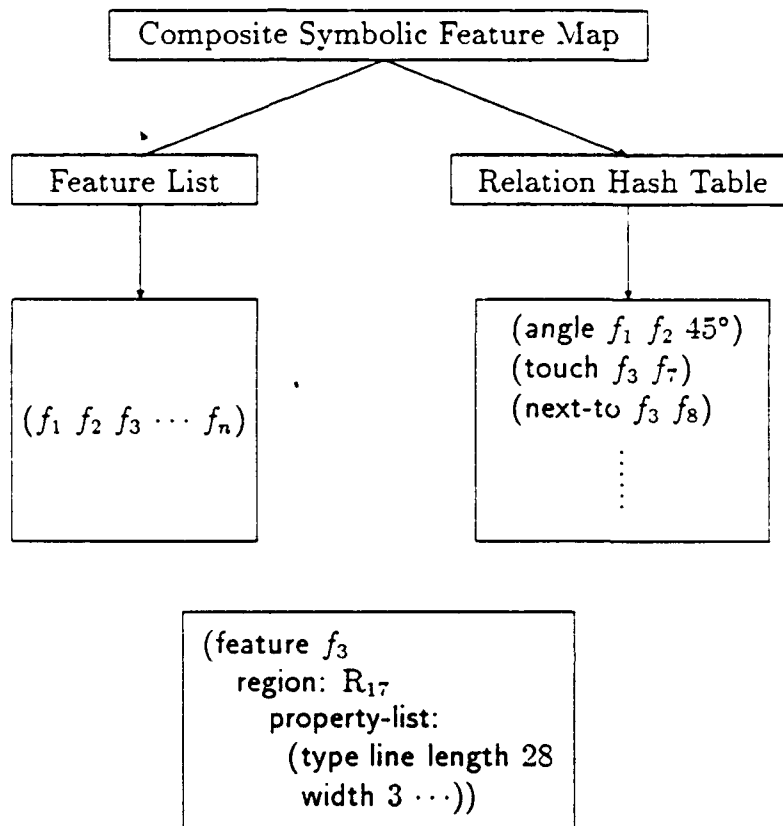 Composite Symbolic Feature Map
Feature List
Relation Hash Table
(f₁ f₂ f₃ ⋯ fₙ)
(angle f₁ f₂ 45°)
(touch f₃ f₇)
(next-to f₃ f₈)
⋮
(feature f₃
region: R₁₇
property-list:
(type line length 28
width 3 ⋯))